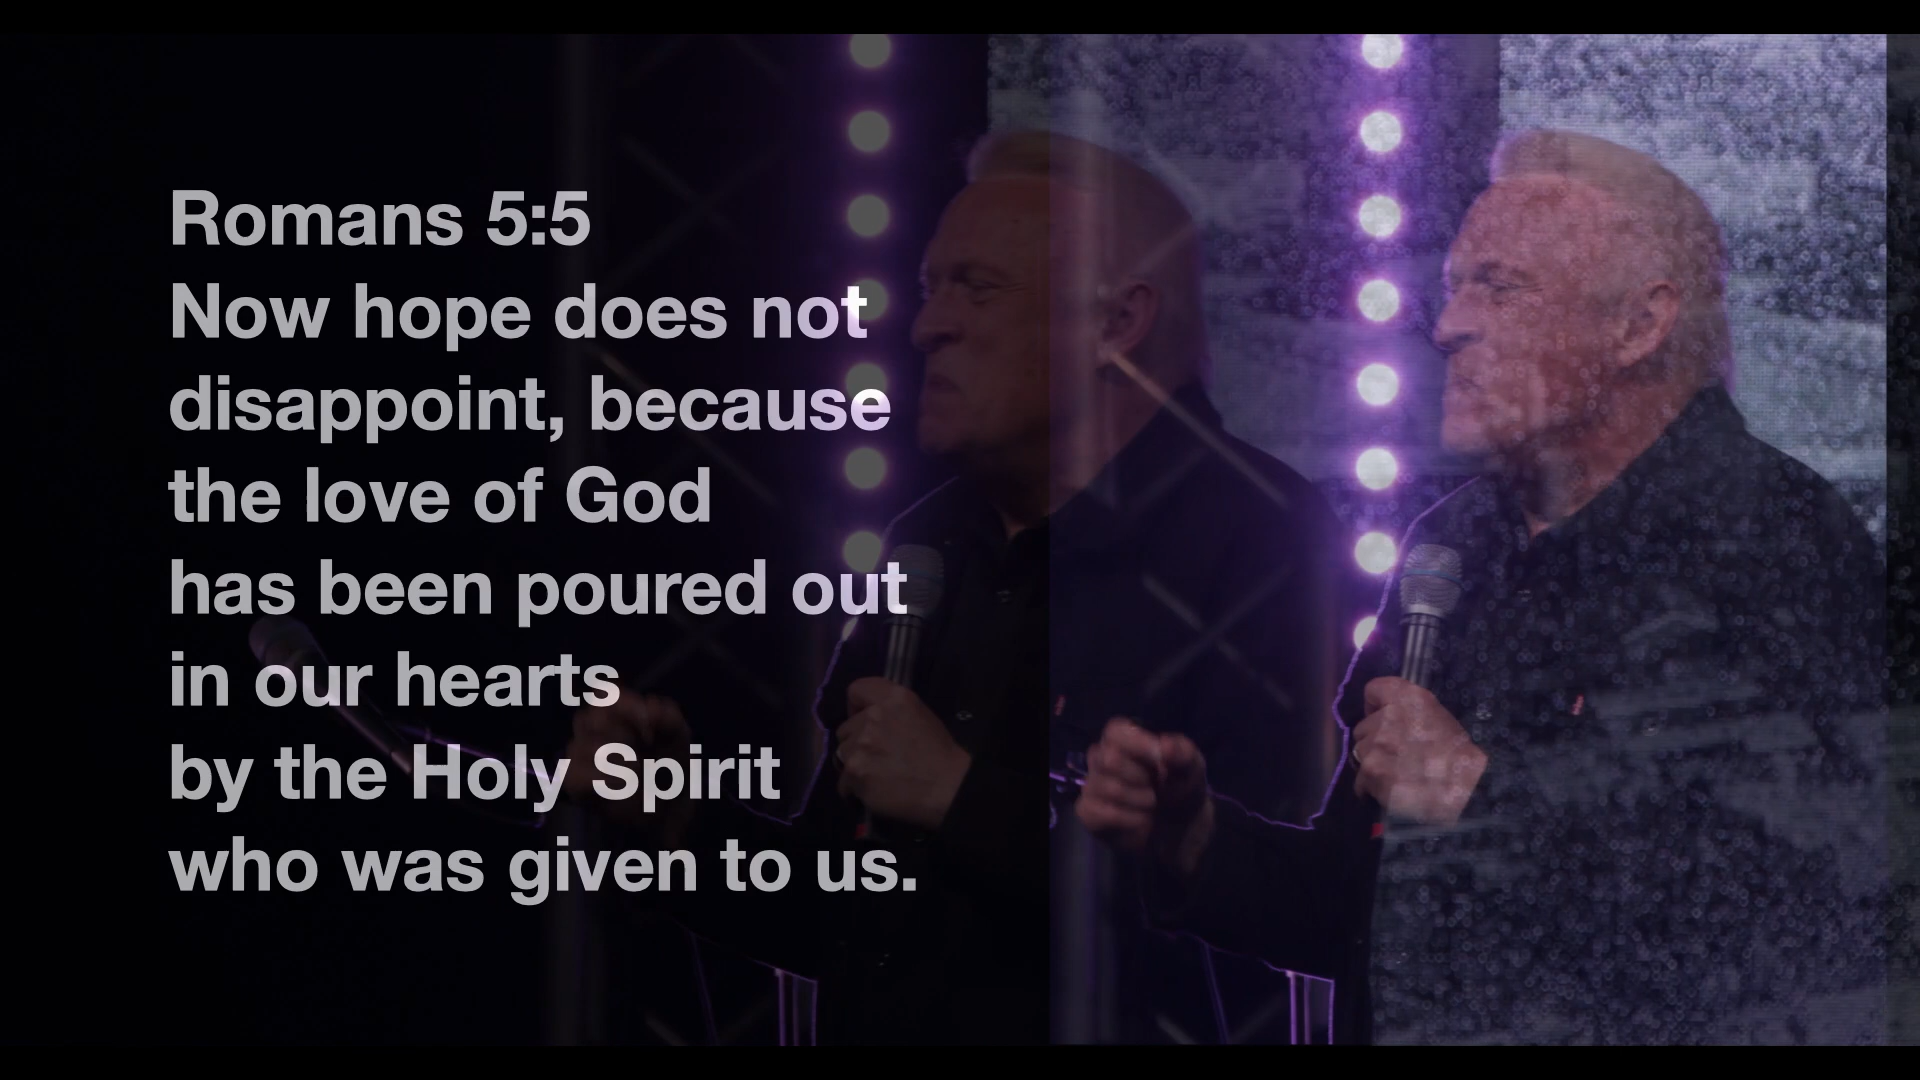 Romans 5:5
Now hope does not
disappoint, because
the love of God
has been poured out
in our hearts
by the Holy Spirit
who was given to us.